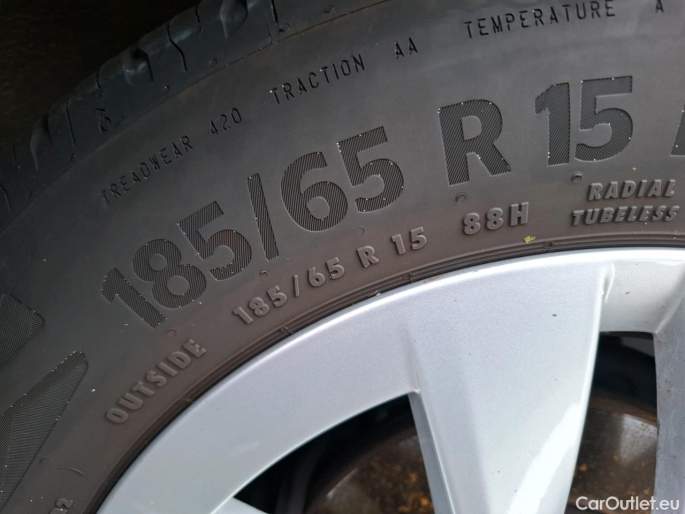 TREADWEAR 420 TRACTION AA TEMPERATURE A
185/65 R 15
185/65 R 15 88H
RADIAL
TUBELESS
OUTSIDE
CarOutlet.eu